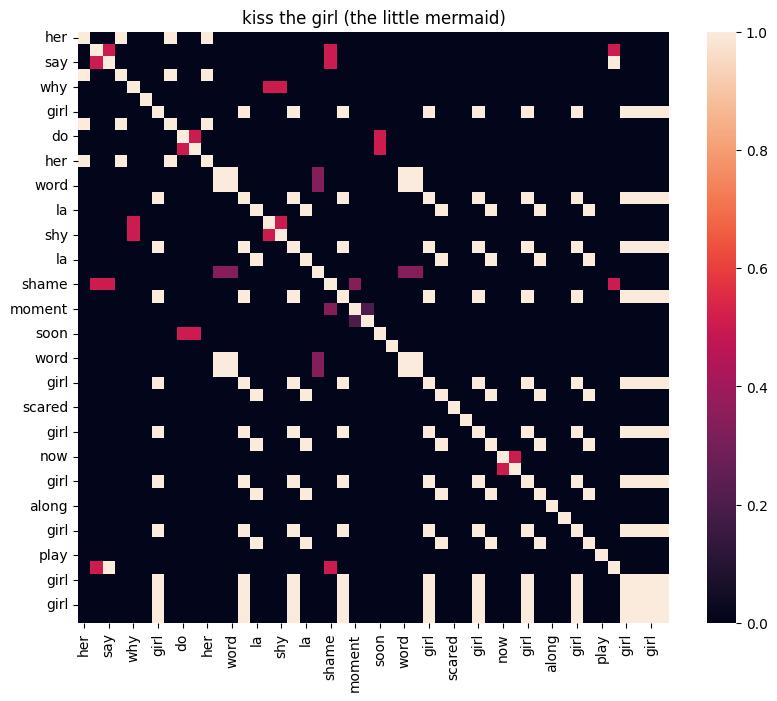 kiss the girl (the little mermaid)
her
say
why
girl
do
her
word
la
shy
la
shame
moment
soon
word
girl
scared
girl
now
girl
along
girl
play
girl
girl
her
say
why
girl
do
her
word
la
shy
la
shame
moment
soon
word
girl
scared
girl
now
girl
along
girl
play
girl
girl
1.0
0.8
0.6
0.4
0.2
0.0